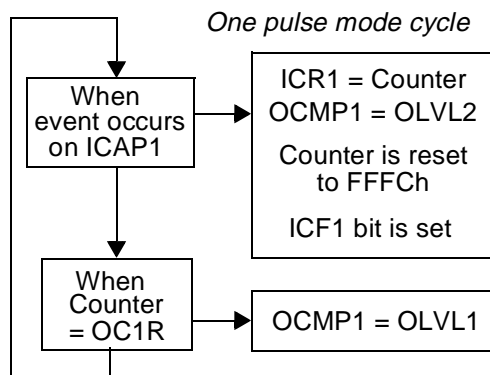 One pulse mode cycle
When
event occurs
on ICAP1
ICR1 = Counter
OCMP1 = OLVL2
Counter is reset
to FFFCh
ICF1 bit is set
When
Counter
= OC1R
OCMP1 = OLVL1